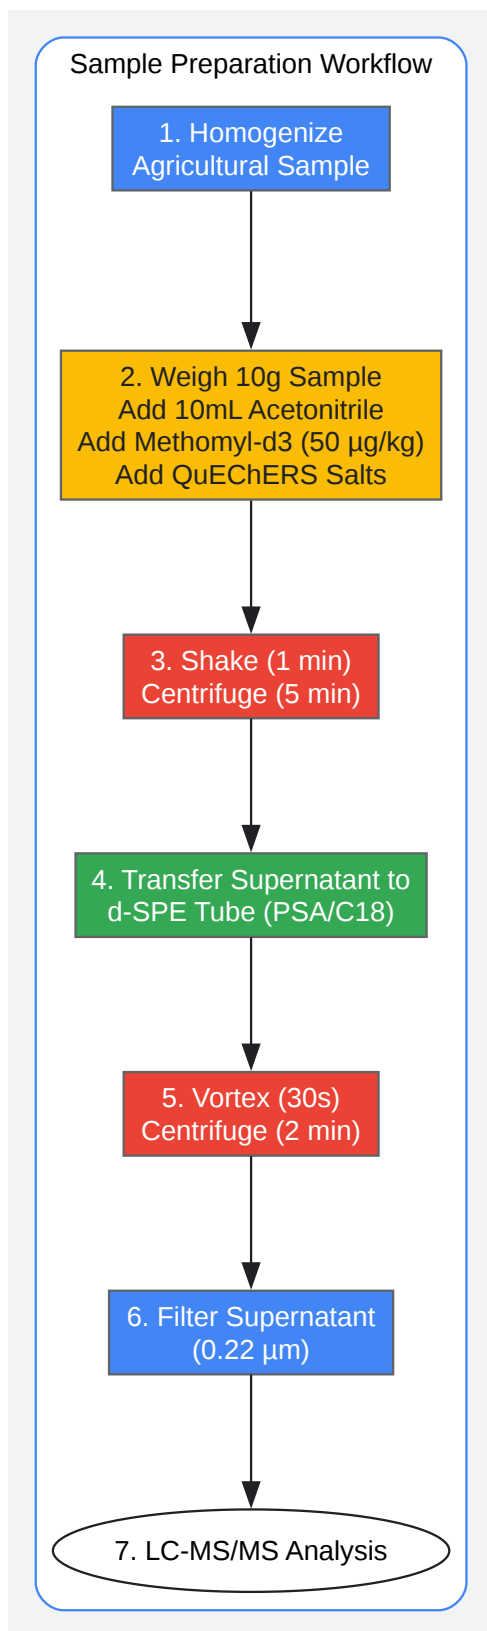 Sample Preparation Workflow
1. Homogenize
Agricultural Sample
2. Weigh 10g Sample
Add 10mL Acetonitrile
Add Methomyl-d3 (50 µg/kg)
Add QuEChERS Salts
3. Shake (1 min)
Centrifuge (5 min)
4. Transfer Supernatant to
d-SPE Tube (PSA/C18)
5. Vortex (30s)
Centrifuge (2 min)
6. Filter Supernatant
(0.22 µm)
7. LC-MS/MS Analysis